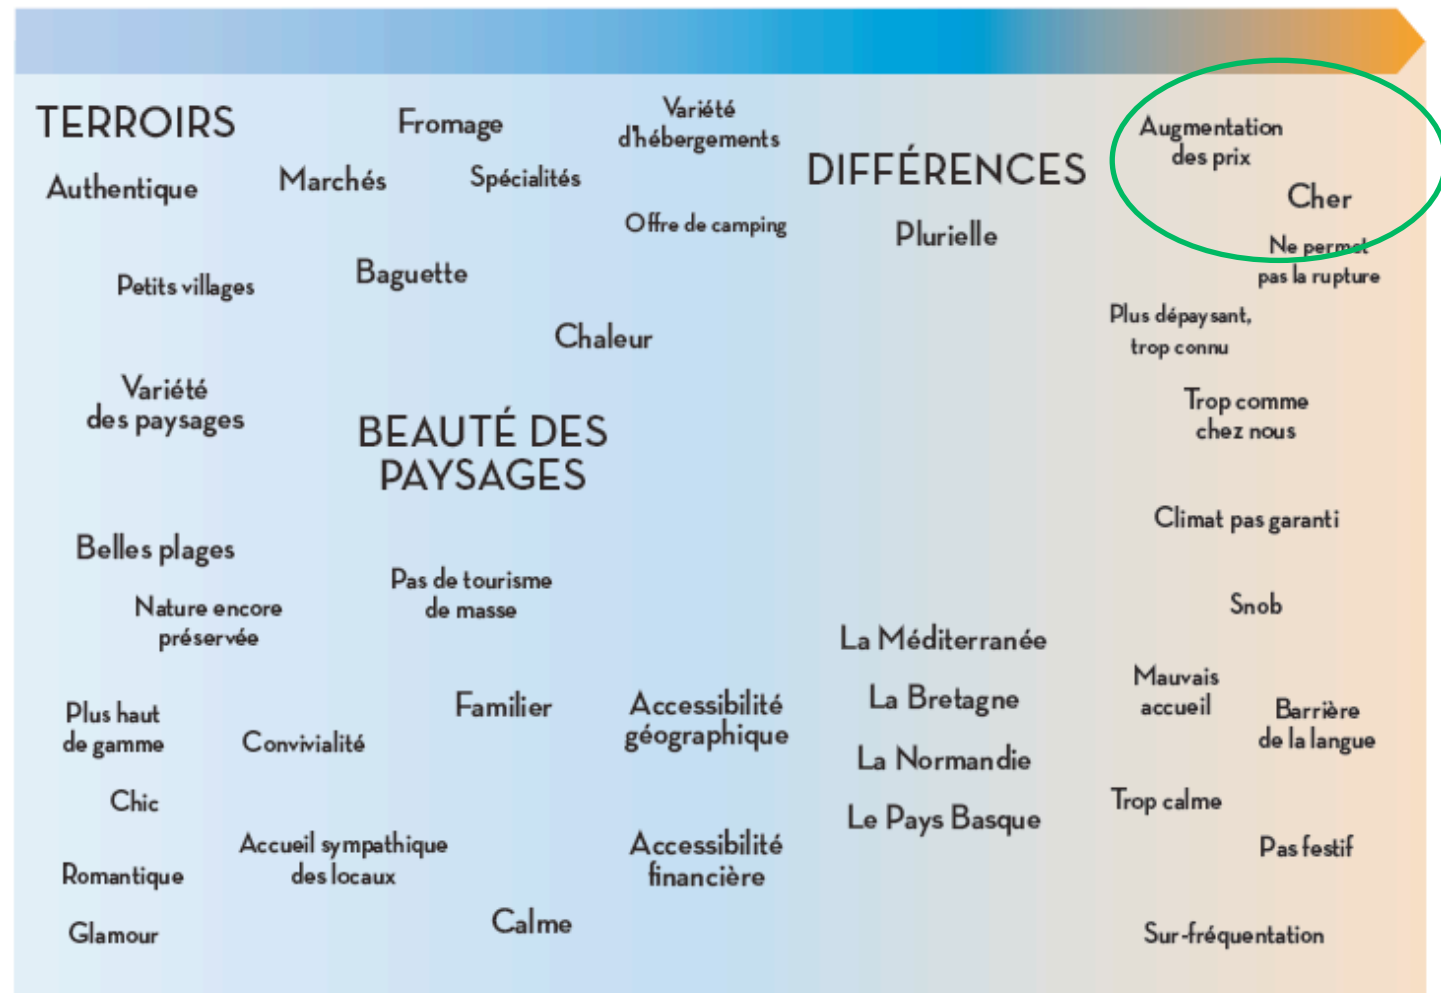 TERROIRS
Authentique
Fromage
Marchés
Spécialités
Variété
d'hébergements
Offre de camping
Petits villages
Baguette
Chaleur
Variété
des paysages
BEAUTÉ DES
PAYSAGES
Belles plages
Nature encore
préservée
Pas de tourisme
de masse
Plus haut
de gamme
Convivialité
Familier
Accessibilité
géographique
Chic
Accueil sympathique
des locaux
Accessibilité
financière
Romantique
Glamour
Calme
DIFFÉRENCES
Plurielle
La Méditerranée
La Bretagne
La Normandie
Le Pays Basque
Augmentation
des prix
Cher
Ne permet
pas la rupture
Plus dépaysant,
trop connu
Trop comme
chez nous
Climat pas garanti
Snob
Mauvais
accueil
Barrière
de la langue
Trop calme
Pas festif
Sur-fréquentation